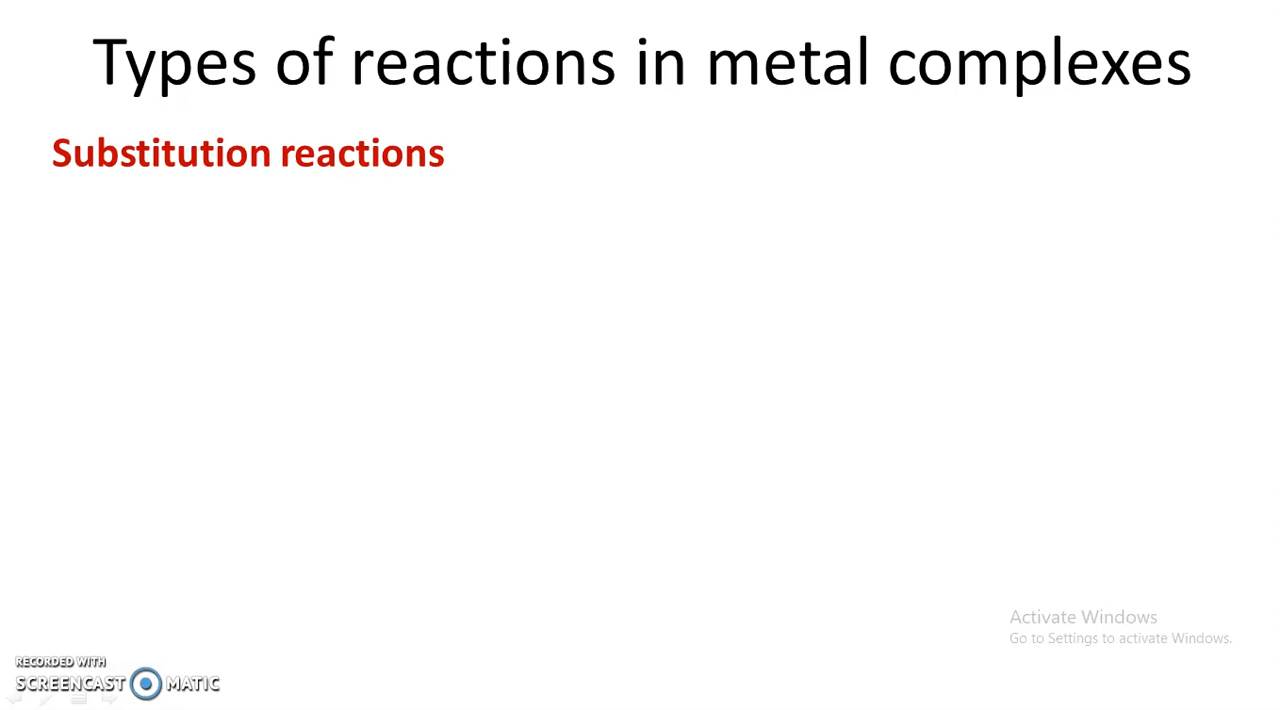 Types of reactions in metal complexes
Substitution reactions
Activate Windows
Go to Settings to activate Windows.
RECORDED WITH
SCREENCAST MATIC